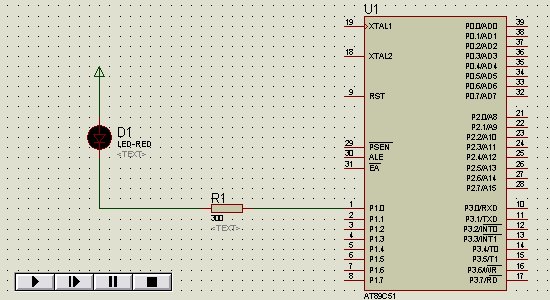 U1
19 XTAL1 P0.0/AD0 39
P0.1/AD1 38
P0.2/AD2 37
18 XTAL2 P0.3/AD3 36
P0.4/AD4 35
P0.5/AD5 34
P0.6/AD6 33
9 RST P0.7/AD7 32
P2.0/A8 21
P2.1/A9 22
P2.2/A10 23
29 PSEN P2.3/A11 24
30 ALE P2.4/A12 25
31 EA P2.5/A13 26
P2.6/A14 27
P2.7/A15 28
1 P1.0 P3.0/RXD 10
2 P1.1 P3.1/TXD 11
3 P1.2 P3.2/INT0 12
4 P1.3 P3.3/INT1 13
5 P1.4 P3.4/T0 14
6 P1.5 P3.5/T1 15
7 P1.6 P3.6/WR 16
8 P1.7 P3.7/RD 17
AT89C51
D1
LED-RED
<TEXT>
R1
300
<TEXT>